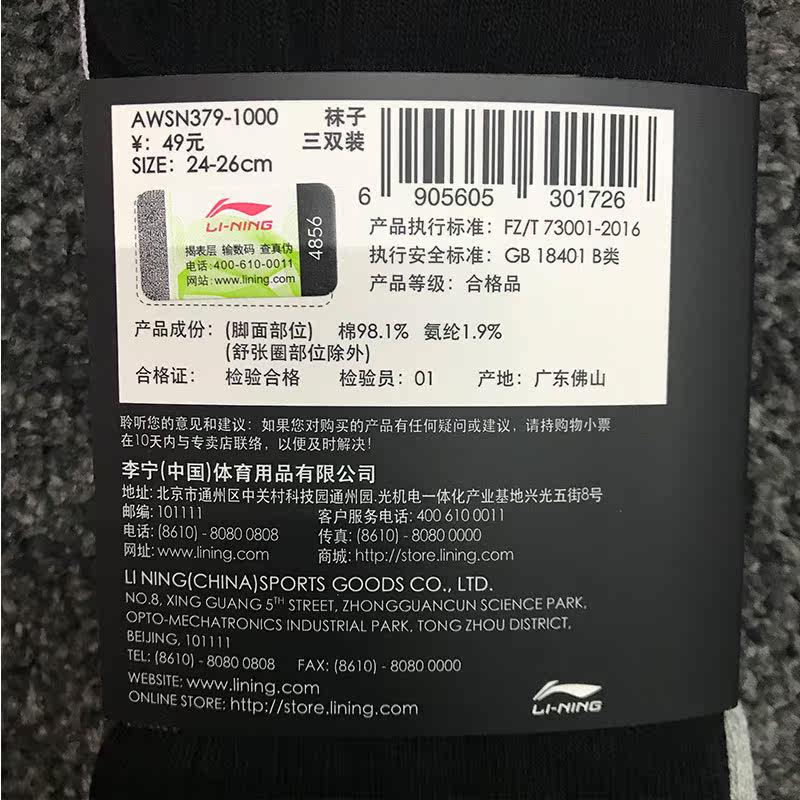 AWSN379-1000 袜子
¥: 49元 三双装
SIZE: 24-26cm
6 905605 301726
LI-NING
揭表层 输数码 查真伪
电话:400-610-0011
网站:www.lining.com
4856
产品执行标准: FZ/T 73001-2016
执行安全标准: GB 18401 B类
产品等级: 合格品
产品成份: (脚面部位) 棉98.1% 氨纶1.9%
(舒张圈部位除外)
合格证: 检验合格 检验员: 01 产地: 广东佛山
聆听您的意见和建议: 如果您对购买的产品有任何疑问或建议, 请持购物小票
在10天内与专卖店联络, 以便及时解决!
李宁(中国)体育用品有限公司
地址: 北京市通州区中关村科技园通州园.光机电一体化产业基地兴光五街8号
邮编: 101111 客户服务电话: 400 610 0011
电话: (8610) - 8080 0808 传真: (8610) - 8080 0000
网址: www.lining.com 商城: http://store.lining.com
LI NING(CHINA)SPORTS GOODS CO., LTD.
NO.8, XING GUANG 5TH STREET, ZHONGGUANCUN SCIENCE PARK,
OPTO-MECHATRONICS INDUSTRIAL PARK, TONG ZHOU DISTRICT,
BEIJING, 101111
TEL: (8610) - 8080 0808 FAX: (8610) - 8080 0000
WEBSITE: www.lining.com
ONLINE STORE: http://store.lining.com
LI-NING